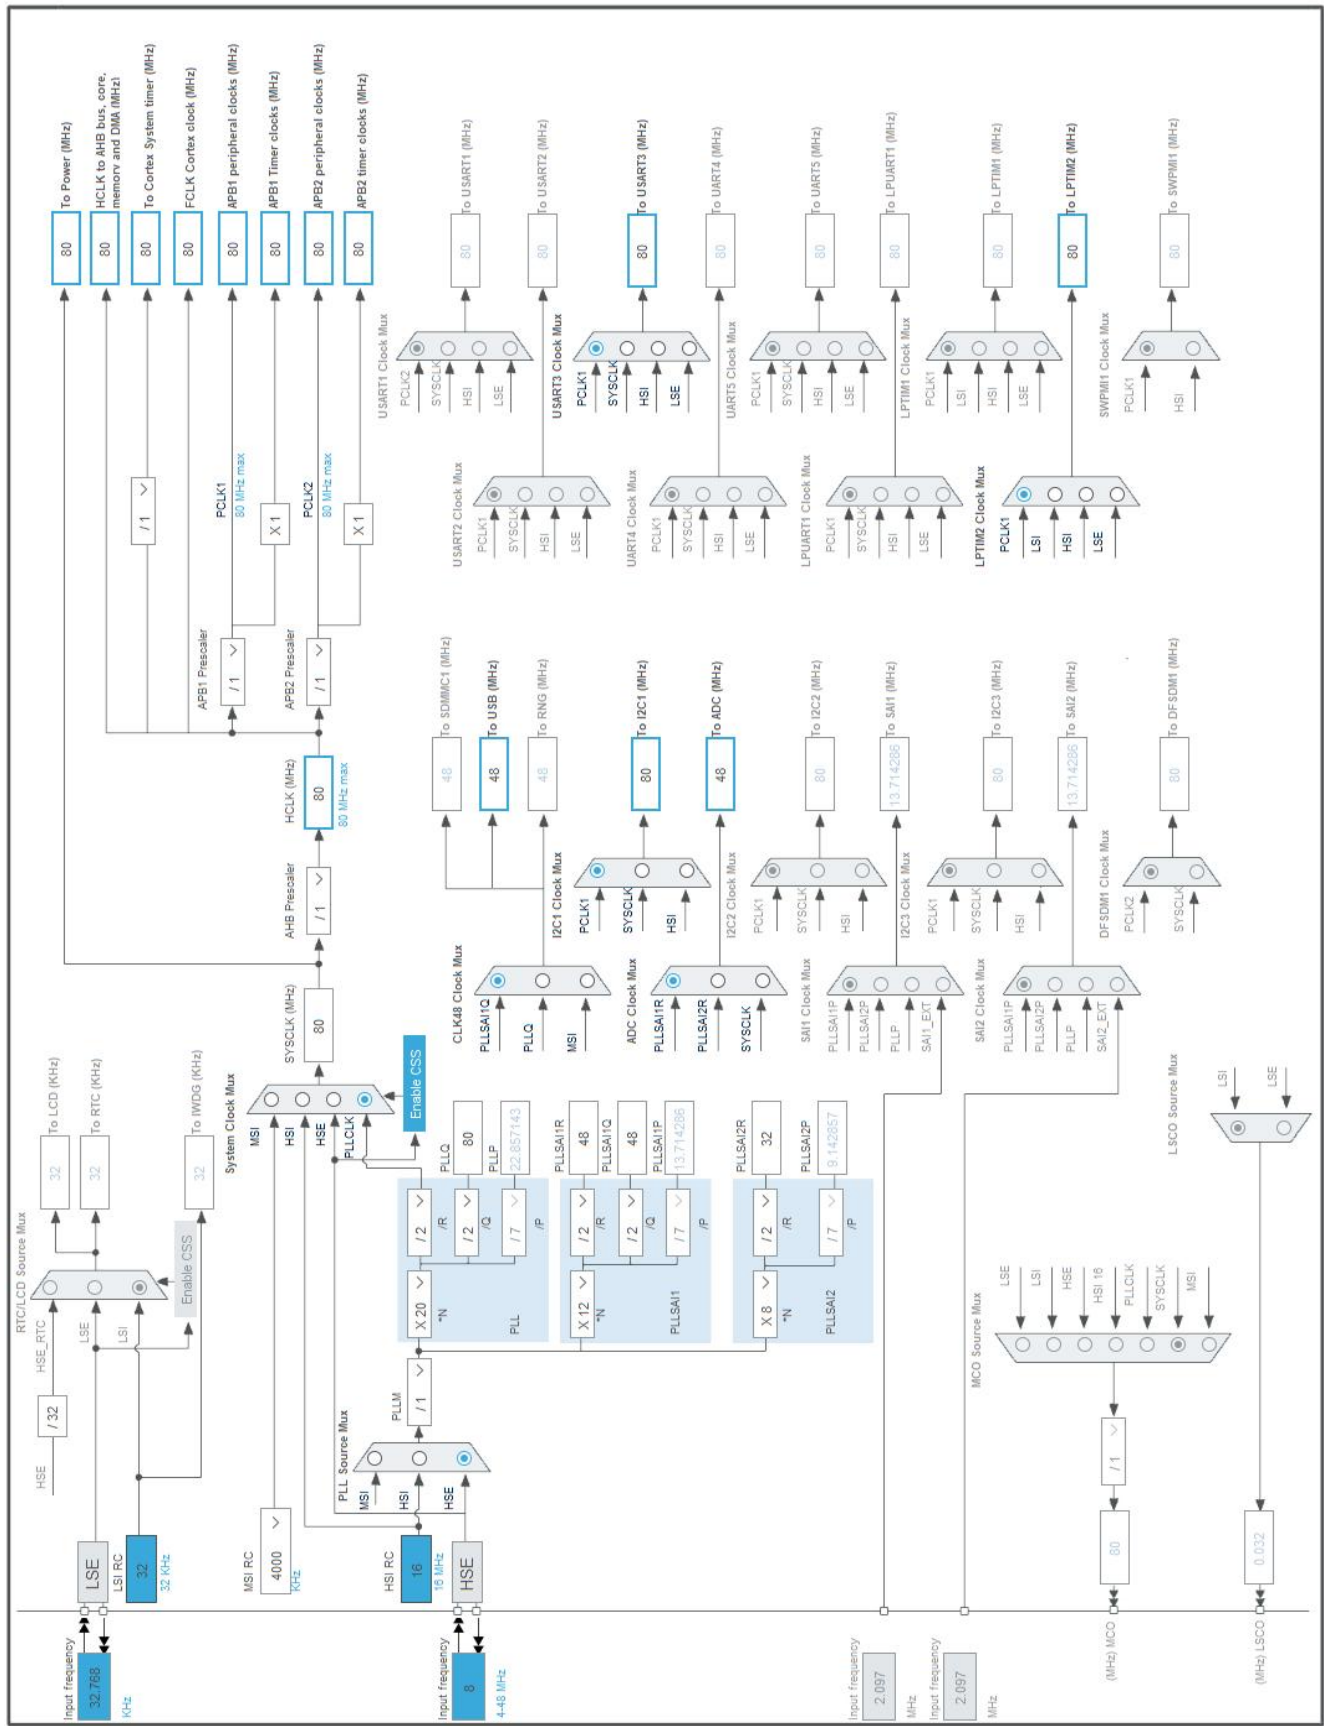 Input frequency
32.768
KHz
LSE
LSI RC
32
32 KHz
HSE
/ 32
HSE_RTC
LSE
LSI
RTC/LCD Source Mux
Enable CSS
32
To LCD (KHz)
32
To RTC (KHz)
32
To IWDG (KHz)
MSI RC
4000
KHz
HSI RC
16
16 MHz
Input frequency
8
4-48 MHz
HSE
PLL Source Mux
MSI
HSI
HSE
PLLM
/ 1
X 20
*N
PLL
/ 2
/R
/ 2
/Q
/ 7
/P
PLLQ
80
PLLP
22.857143
X 12
*N
PLLSAI1
/ 2
/R
/ 2
/Q
/ 7
/P
PLLSAI1R
48
PLLSAI1Q
48
PLLSAI1P
13.714286
X 8
*N
PLLSAI2
/ 2
/R
/ 7
/P
PLLSAI2R
32
PLLSAI2P
9.142857
System Clock Mux
MSI
HSI
HSE
PLLCLK
Enable CSS
SYSCLK (MHz)
80
AHB Prescaler
/ 1
HCLK (MHz)
80
80 MHz max
APB1 Prescaler
/ 1
APB2 Prescaler
/ 1
/ 1
PCLK1
80 MHz max
X 1
PCLK2
80 MHz max
X 1
80
To Power (MHz)
80
HCLK to AHB bus, core,
memory and DMA (MHz)
80
To Cortex System timer (MHz)
80
FCLK Cortex clock (MHz)
80
APB1 peripheral clocks (MHz)
80
APB1 Timer clocks (MHz)
80
APB2 peripheral clocks (MHz)
80
APB2 timer clocks (MHz)
CLK48 Clock Mux
PLLSAI1Q
PLLQ
MSI
48
To SDMMC1 (MHz)
48
To USB (MHz)
48
To RNG (MHz)
I2C1 Clock Mux
PCLK1
SYSCLK
HSI
80
To I2C1 (MHz)
ADC Clock Mux
PLLSAI1R
PLLSAI2R
SYSCLK
48
To ADC (MHz)
I2C2 Clock Mux
PCLK1
SYSCLK
HSI
80
To I2C2 (MHz)
SAI1 Clock Mux
PLLSAI1P
PLLSAI2P
PLLP
SAI1_EXT
13.714286
To SAI1 (MHz)
I2C3 Clock Mux
PCLK1
SYSCLK
HSI
80
To I2C3 (MHz)
SAI2 Clock Mux
PLLSAI1P
PLLSAI2P
PLLP
SAI2_EXT
13.714286
To SAI2 (MHz)
DFSDM1 Clock Mux
PCLK2
SYSCLK
80
To DFSDM1 (MHz)
USART1 Clock Mux
PCLK2
SYSCLK
HSI
LSE
80
To USART1 (MHz)
USART2 Clock Mux
PCLK1
SYSCLK
HSI
LSE
80
To USART2 (MHz)
USART3 Clock Mux
PCLK1
SYSCLK
HSI
LSE
80
To USART3 (MHz)
UART4 Clock Mux
PCLK1
SYSCLK
HSI
LSE
80
To UART4 (MHz)
UART5 Clock Mux
PCLK1
SYSCLK
HSI
LSE
80
To UART5 (MHz)
LPUART1 Clock Mux
PCLK1
SYSCLK
HSI
LSE
80
To LPUART1 (MHz)
LPTIM1 Clock Mux
PCLK1
LSI
HSI
LSE
80
To LPTIM1 (MHz)
LPTIM2 Clock Mux
PCLK1
LSI
HSI
LSE
80
To LPTIM2 (MHz)
SWPMI1 Clock Mux
PCLK1
HSI
80
To SWPMI1 (MHz)
Input frequency
2.097
MHz
Input frequency
2.097
MHz
MCO Source Mux
LSE
LSI
HSE
HSI 16
PLLCLK
SYSCLK
MSI
/ 1
80
(MHz) MCO
LSCO Source Mux
LSI
LSE
0.032
(MHz) LSCO